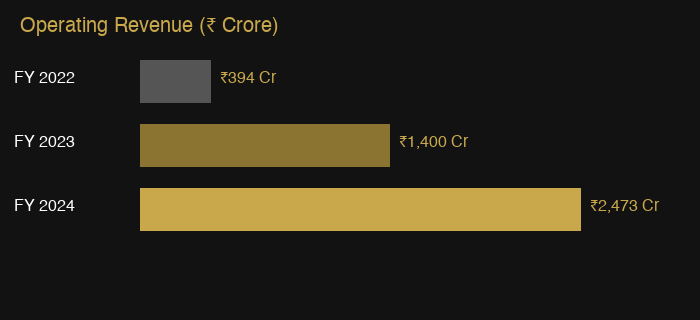 Operating Revenue (₹ Crore)
FY 2022 ₹394 Cr
FY 2023 ₹1,400 Cr
FY 2024 ₹2,473 Cr